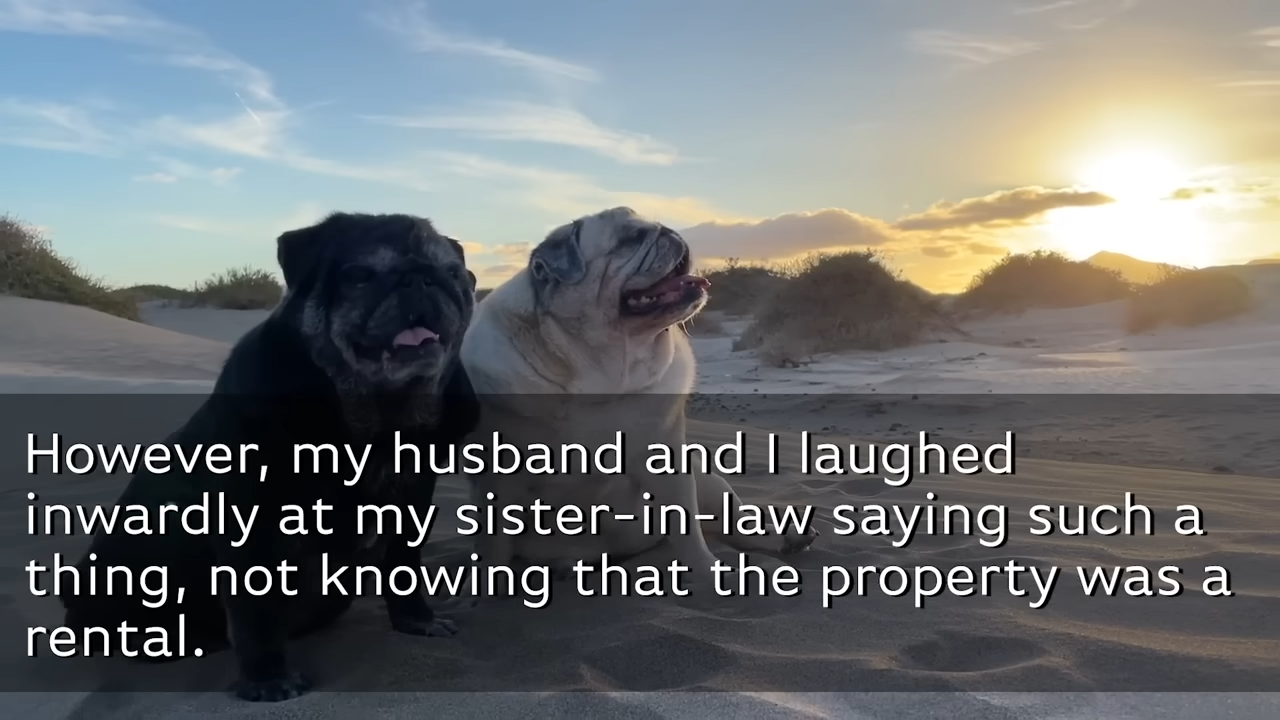 However, my husband and I laughed
inwardly at my sister-in-law saying such a
thing, not knowing that the property was a
rental.